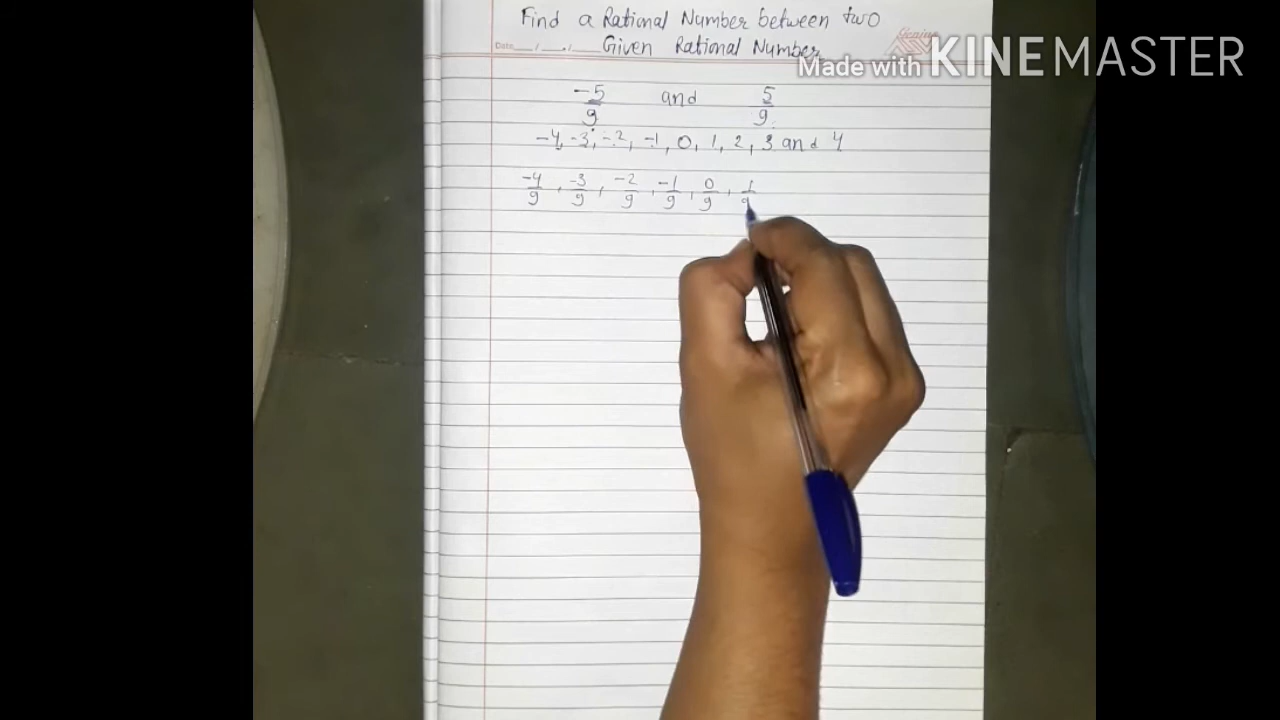 Find a Rational Number between two
Given Rational Number
Date
Made with KINEMASTER
-5/9 and 5/9
-4, -3, -2, -1, 0, 1, 2, 3 and 4
-4/9, -3/9, -2/9, -1/9, 0/9, 1/9